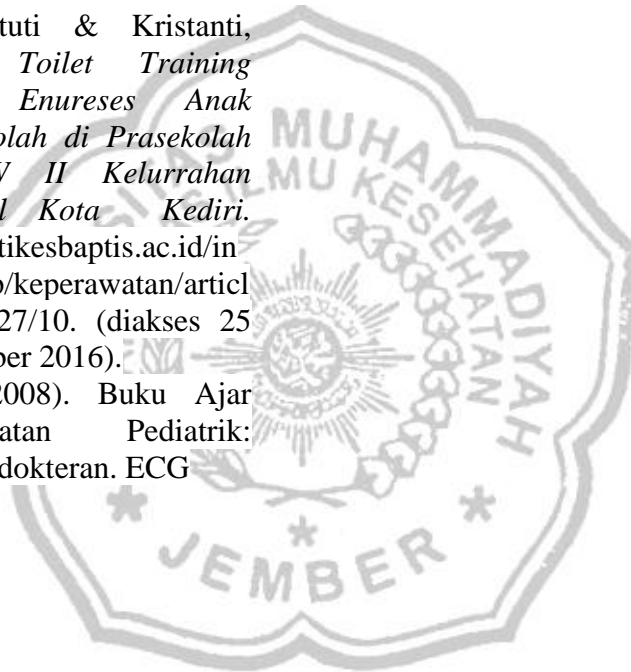 tuti & Kristanti,
Toilet Training
Enureses Anak
olah di Prasekolah
II Kelurrahan
Kota Kediri.
tikesbaptis.ac.id/in
o/keperawatan/articl
27/10. (diakses 25
ber 2016).
2008). Buku Ajar
atan Pediatrik:
dokteran. ECG
MUHAMMADIYAH
ILMU KESEHATAN
* JEMBER *